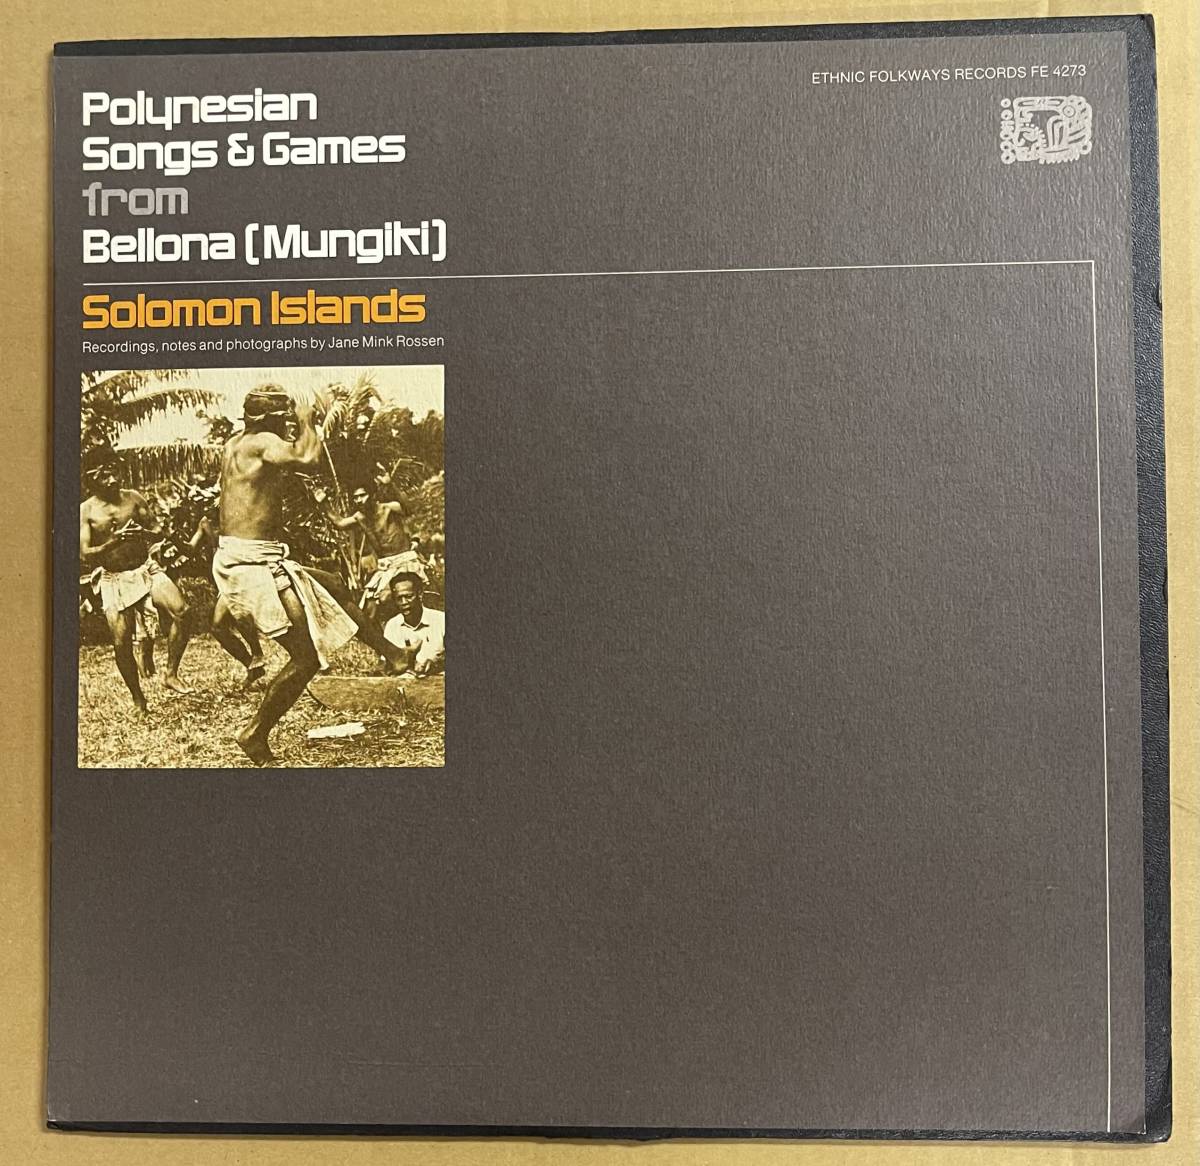 ETHNIC FOLKWAYS RECORDS FE 4273
Polynesian
Songs & Games
from
Bellona (Mungiki)
Solomon Islands
Recordings, notes and photographs by Jane Mink Rossen